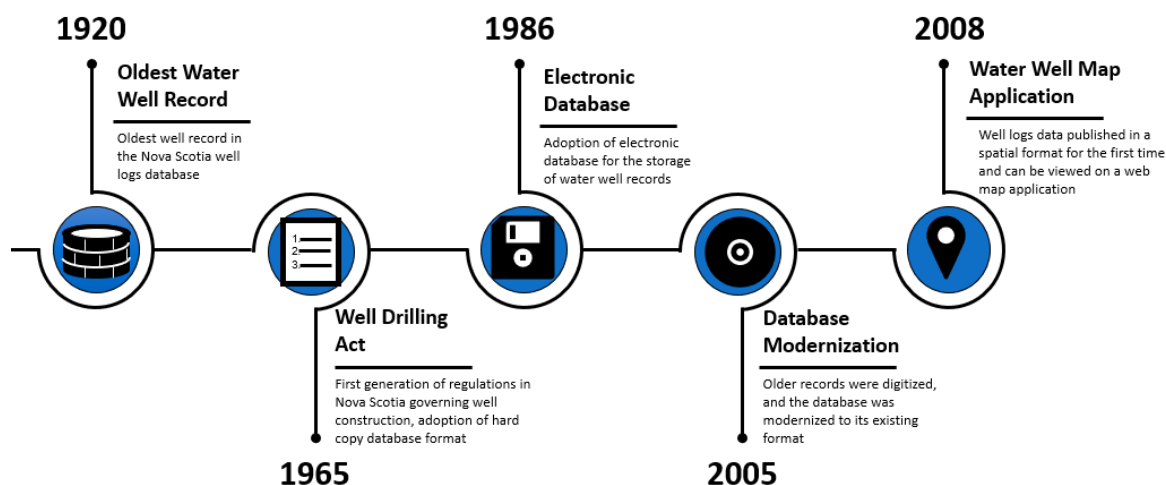 1920
Oldest Water
Well Record
Oldest well record in
the Nova Scotia well
logs database
1.
2.
3.
Well Drilling
Act
First generation of regulations in
Nova Scotia governing well
construction, adoption of hard
copy database format
1965
1986
Electronic
Database
Adoption of electronic
database for the storage
of water well records
Database
Modernization
Older records were digitized,
and the database was
modernized to its existing
format
2005
2008
Water Well Map
Application
Well logs data published in a
spatial format for the first time
and can be viewed on a web
map application